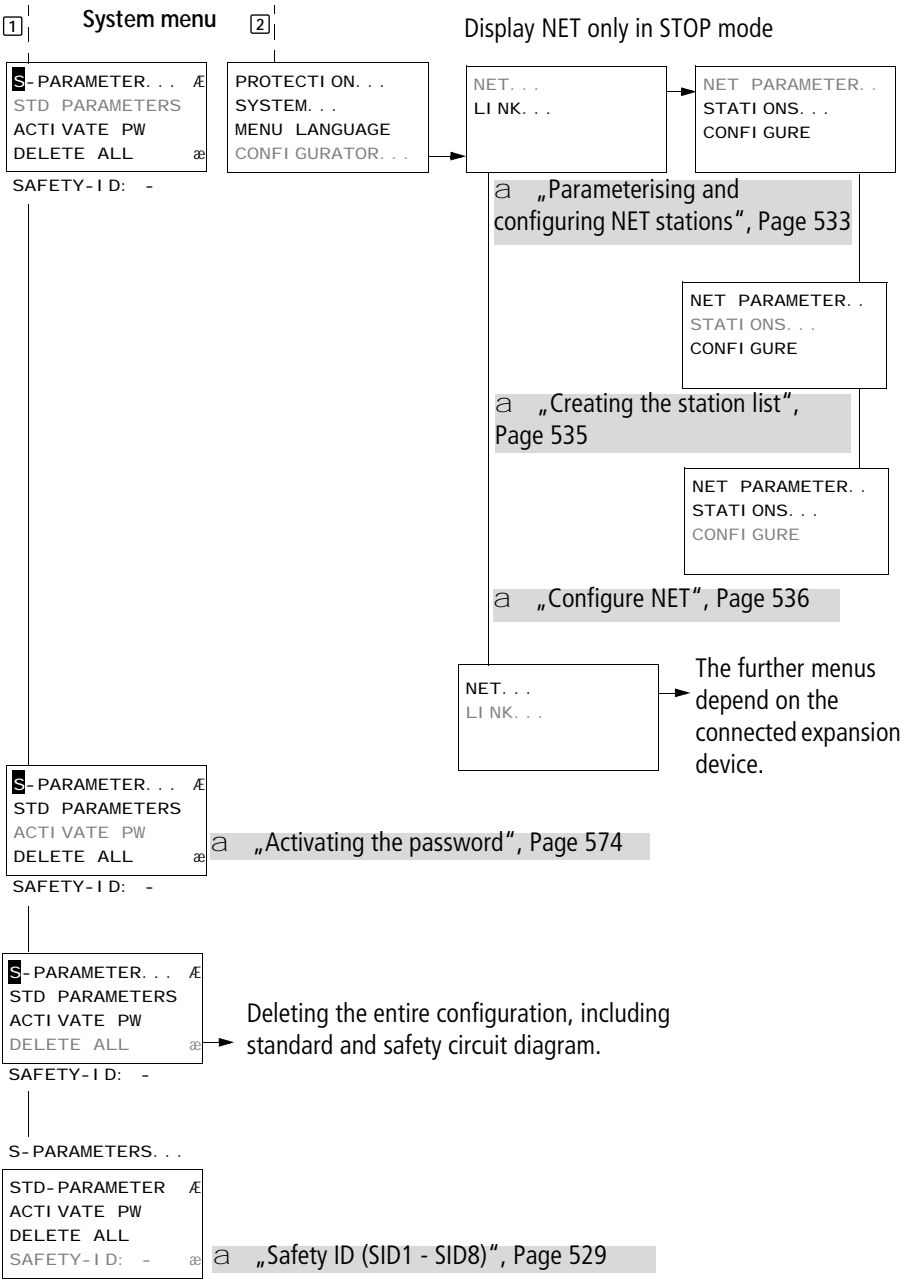 1 System menu 2
Display NET only in STOP mode
S-PARAMETER... Æ
STD PARAMETERS
ACTIVATE PW
DELETE ALL æ
SAFETY-ID: -
PROTECTION...
SYSTEM...
MENU LANGUAGE
CONFIGURATOR...
NET...
LINK...
NET PARAMETER..
STATIONS...
CONFIGURE
a „Parameterising and
configuring NET stations“, Page 533
NET PARAMETER..
STATIONS...
CONFIGURE
a „Creating the station list“,
Page 535
NET PARAMETER..
STATIONS...
CONFIGURE
a „Configure NET“, Page 536
NET...
LINK...
The further menus
depend on the
connected expansion
device.
S-PARAMETER... Æ
STD PARAMETERS
ACTIVATE PW
DELETE ALL æ
SAFETY-ID: -
a „Activating the password“, Page 574
S-PARAMETER... Æ
STD PARAMETERS
ACTIVATE PW
DELETE ALL æ
SAFETY-ID: -
Deleting the entire configuration, including
standard and safety circuit diagram.
S-PARAMETERS...
STD-PARAMETER Æ
ACTIVATE PW
DELETE ALL
SAFETY-ID: - æ
a „Safety ID (SID1 - SID8)“, Page 529